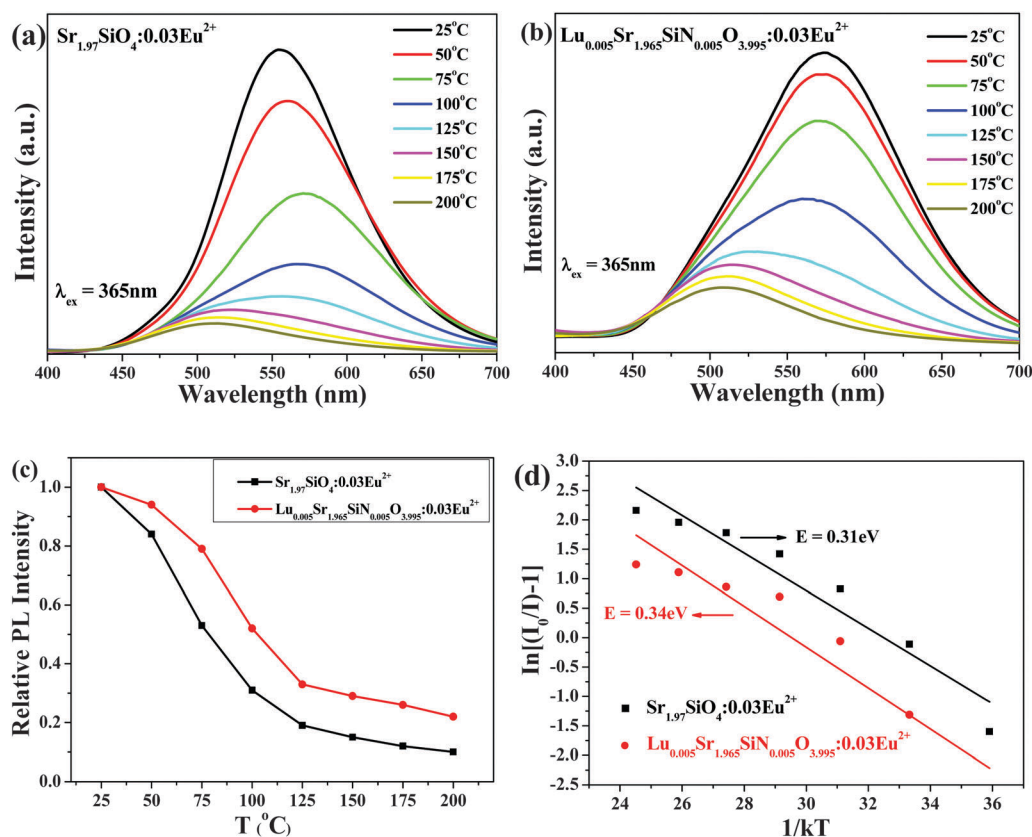 (a)
Sr1.97SiO4:0.03Eu2+
25°C
50°C
75°C
100°C
125°C
150°C
175°C
200°C
λex = 365nm
Intensity (a.u.)
400 450 500 550 600 650 700
Wavelength (nm)
(b)
Lu0.005Sr1.965SiN0.005O3.995:0.03Eu2+
25°C
50°C
75°C
100°C
125°C
150°C
175°C
200°C
λex = 365nm
Intensity (a.u.)
400 450 500 550 600 650 700
Wavelength (nm)
(c)
Sr1.97SiO4:0.03Eu2+
Lu0.005Sr1.965SiN0.005O3.995:0.03Eu2+
Relative PL Intensity
1.0
0.8
0.6
0.4
0.2
0.0
25 50 75 100 125 150 175 200
T (°C)
(d)
In[(I0/I)-1]
3.0
2.5
2.0
1.5
1.0
0.5
0.0
-0.5
-1.0
-1.5
-2.0
-2.5
E = 0.31eV
E = 0.34eV
Sr1.97SiO4:0.03Eu2+
Lu0.005Sr1.965SiN0.005O3.995:0.03Eu2+
24 26 28 30 32 34 36
1/kT